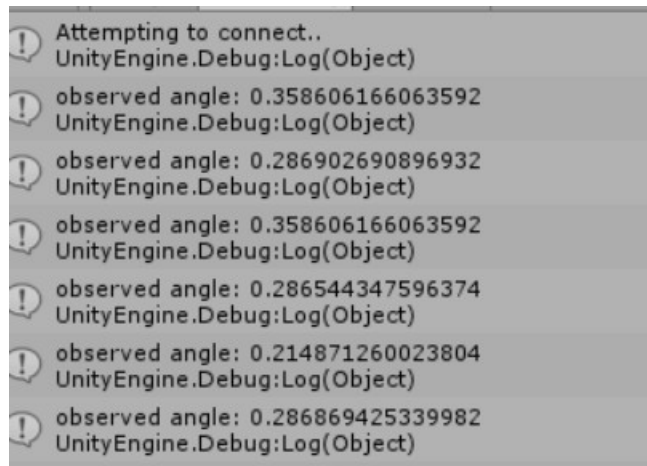 Attempting to connect..
UnityEngine.Debug:Log(Object)
observed angle: 0.358606166063592
UnityEngine.Debug:Log(Object)
observed angle: 0.286902690896932
UnityEngine.Debug:Log(Object)
observed angle: 0.358606166063592
UnityEngine.Debug:Log(Object)
observed angle: 0.286544347596374
UnityEngine.Debug:Log(Object)
observed angle: 0.214871260023804
UnityEngine.Debug:Log(Object)
observed angle: 0.286869425339982
UnityEngine.Debug:Log(Object)